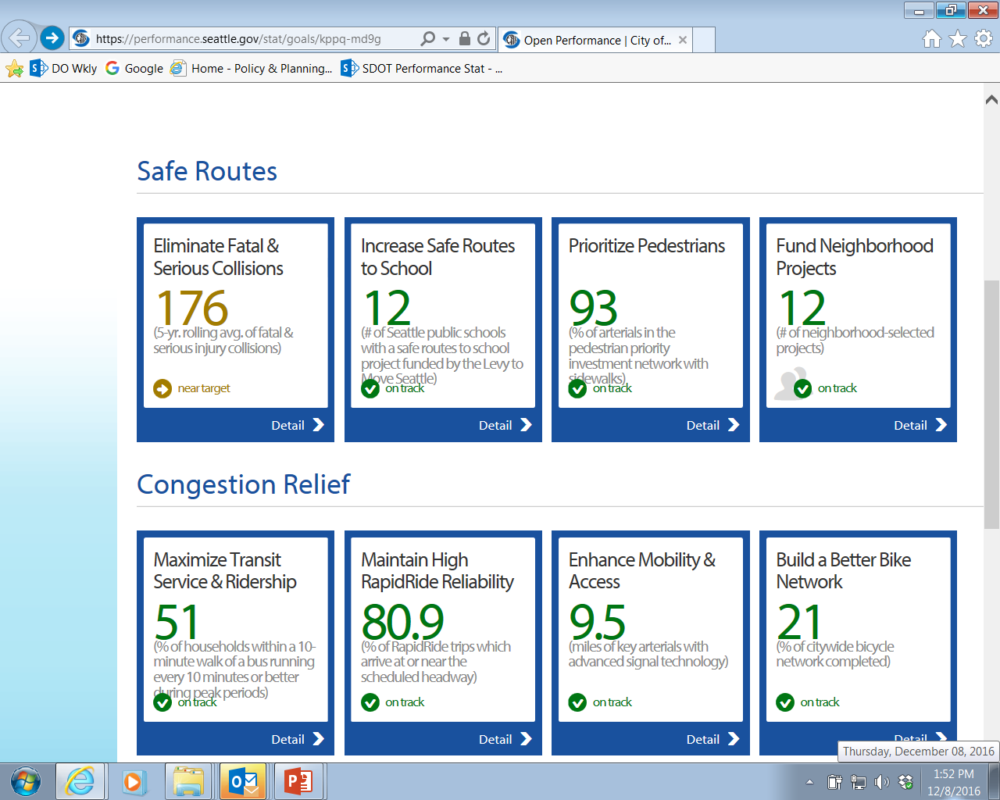 https://performance.seattle.gov/stat/goals/kppq-md9g
Open Performance | City of...
DO Wkly
Google
Home - Policy & Planning...
SDOT Performance Stat - ...
Safe Routes
Eliminate Fatal &
Serious Collisions
176
(5-yr. rolling avg. of fatal &
serious injury collisions)
near target
Detail
Increase Safe Routes
to School
12
(# of Seattle public schools
with a safe routes to school
project funded by the Levy to
Move Seattle)
on track
Detail
Prioritize Pedestrians
93
(% of arterials in the
pedestrian priority
investment network with
sidewalks)
on track
Detail
Fund Neighborhood
Projects
12
(# of neighborhood-selected
projects)
on track
Detail
Congestion Relief
Maximize Transit
Service & Ridership
51
(% of households within a 10-
minute walk of a bus running
every 10 minutes or better
during peak periods)
on track
Detail
Maintain High
RapidRide Reliability
80.9
(% of RapidRide trips which
arrive at or near the
scheduled headway)
on track
Detail
Enhance Mobility &
Access
9.5
(miles of key arterials with
advanced signal technology)
on track
Detail
Build a Better Bike
Network
21
(% of citywide bicycle
network completed)
on track
Detail
Thursday, December 08, 2016
1:52 PM
12/8/2016